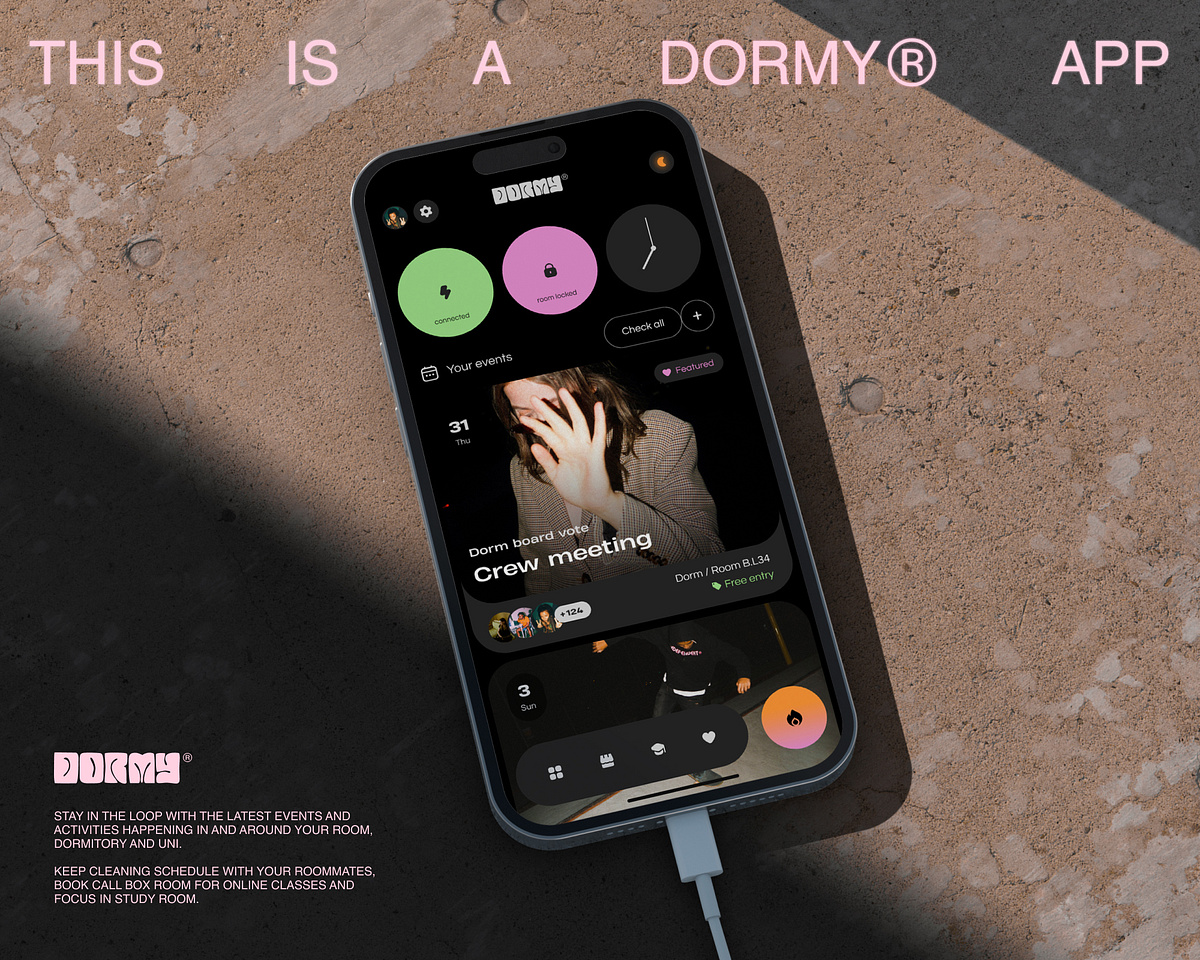 THIS IS A DORMY® APP
DORMY®
connected
room locked
Check all +
Your events
Featured
31
Thu
Dorm board vote
Crew meeting
Dorm / Room B.L34
Free entry
+124
3
Sun
DORMY®
STAY IN THE LOOP WITH THE LATEST EVENTS AND
ACTIVITIES HAPPENING IN AND AROUND YOUR ROOM,
DORMITORY AND UNI.
KEEP CLEANING SCHEDULE WITH YOUR ROOMMATES,
BOOK CALL BOX ROOM FOR ONLINE CLASSES AND
FOCUS IN STUDY ROOM.